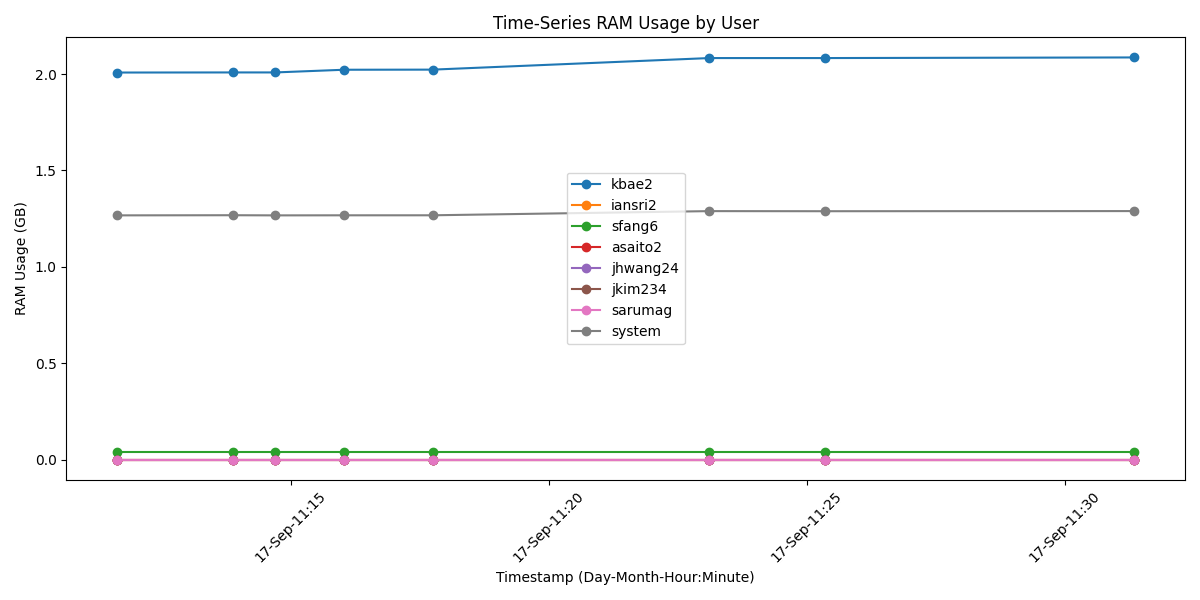 Time-Series RAM Usage by User
RAM Usage (GB)
2.0
1.5
1.0
0.5
0.0
kbae2
iansri2
sfang6
asaito2
jhwang24
jkim234
sarumag
system
17-Sep-11:15
17-Sep-11:20
17-Sep-11:25
17-Sep-11:30
Timestamp (Day-Month-Hour:Minute)